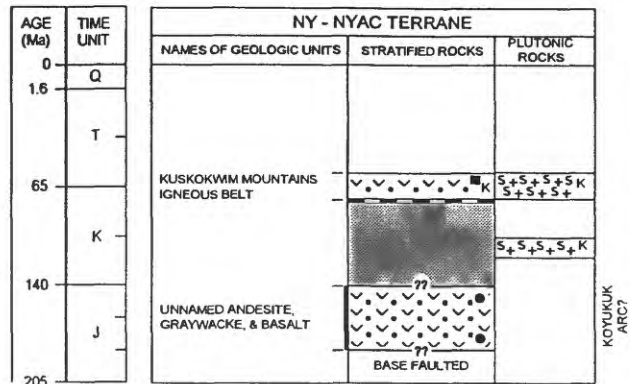 AGE (Ma)
TIME UNIT
NY - NYAC TERRANE
NAMES OF GEOLOGIC UNITS
STRATIFIED ROCKS
PLUTONIC ROCKS
0
Q
1.6
T
KUSKOKWIM MOUNTAINS
IGNEOUS BELT
K
S+S+S+S K
S+S+S+
65
K
S+S+S+ K
140
??
UNNAMED ANDESITE,
GRAYWACKE, & BASALT
J
KOYUKUK
ARC?
??
BASE FAULTED
205